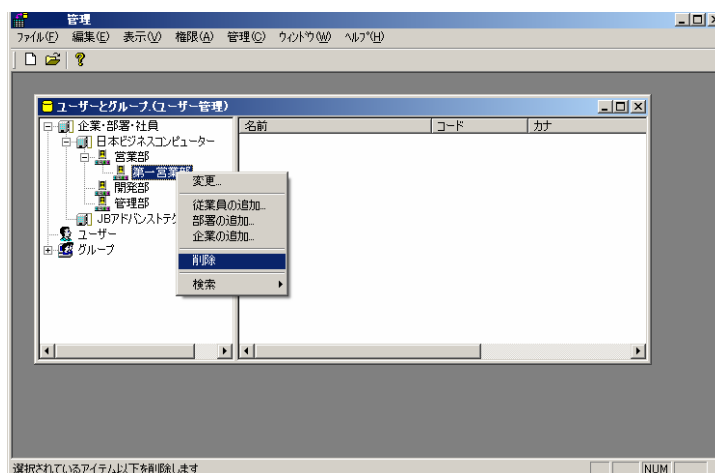 管理
ファイル(F) 編集(E) 表示(V) 権限(A) 管理(C) ウィンドウ(W) ヘルプ(H)
ユーザーとグループ.(ユーザー管理)
企業・部署・社員
日本ビジネスコンピューター
営業部
第一営業部
開発部
管理部
JBアドバンストテク
ユーザー
グループ
名前 コード カナ
変更...
従業員の追加...
部署の追加...
企業の追加...
削除
検索
選択されているアイテム以下を削除します
NUM